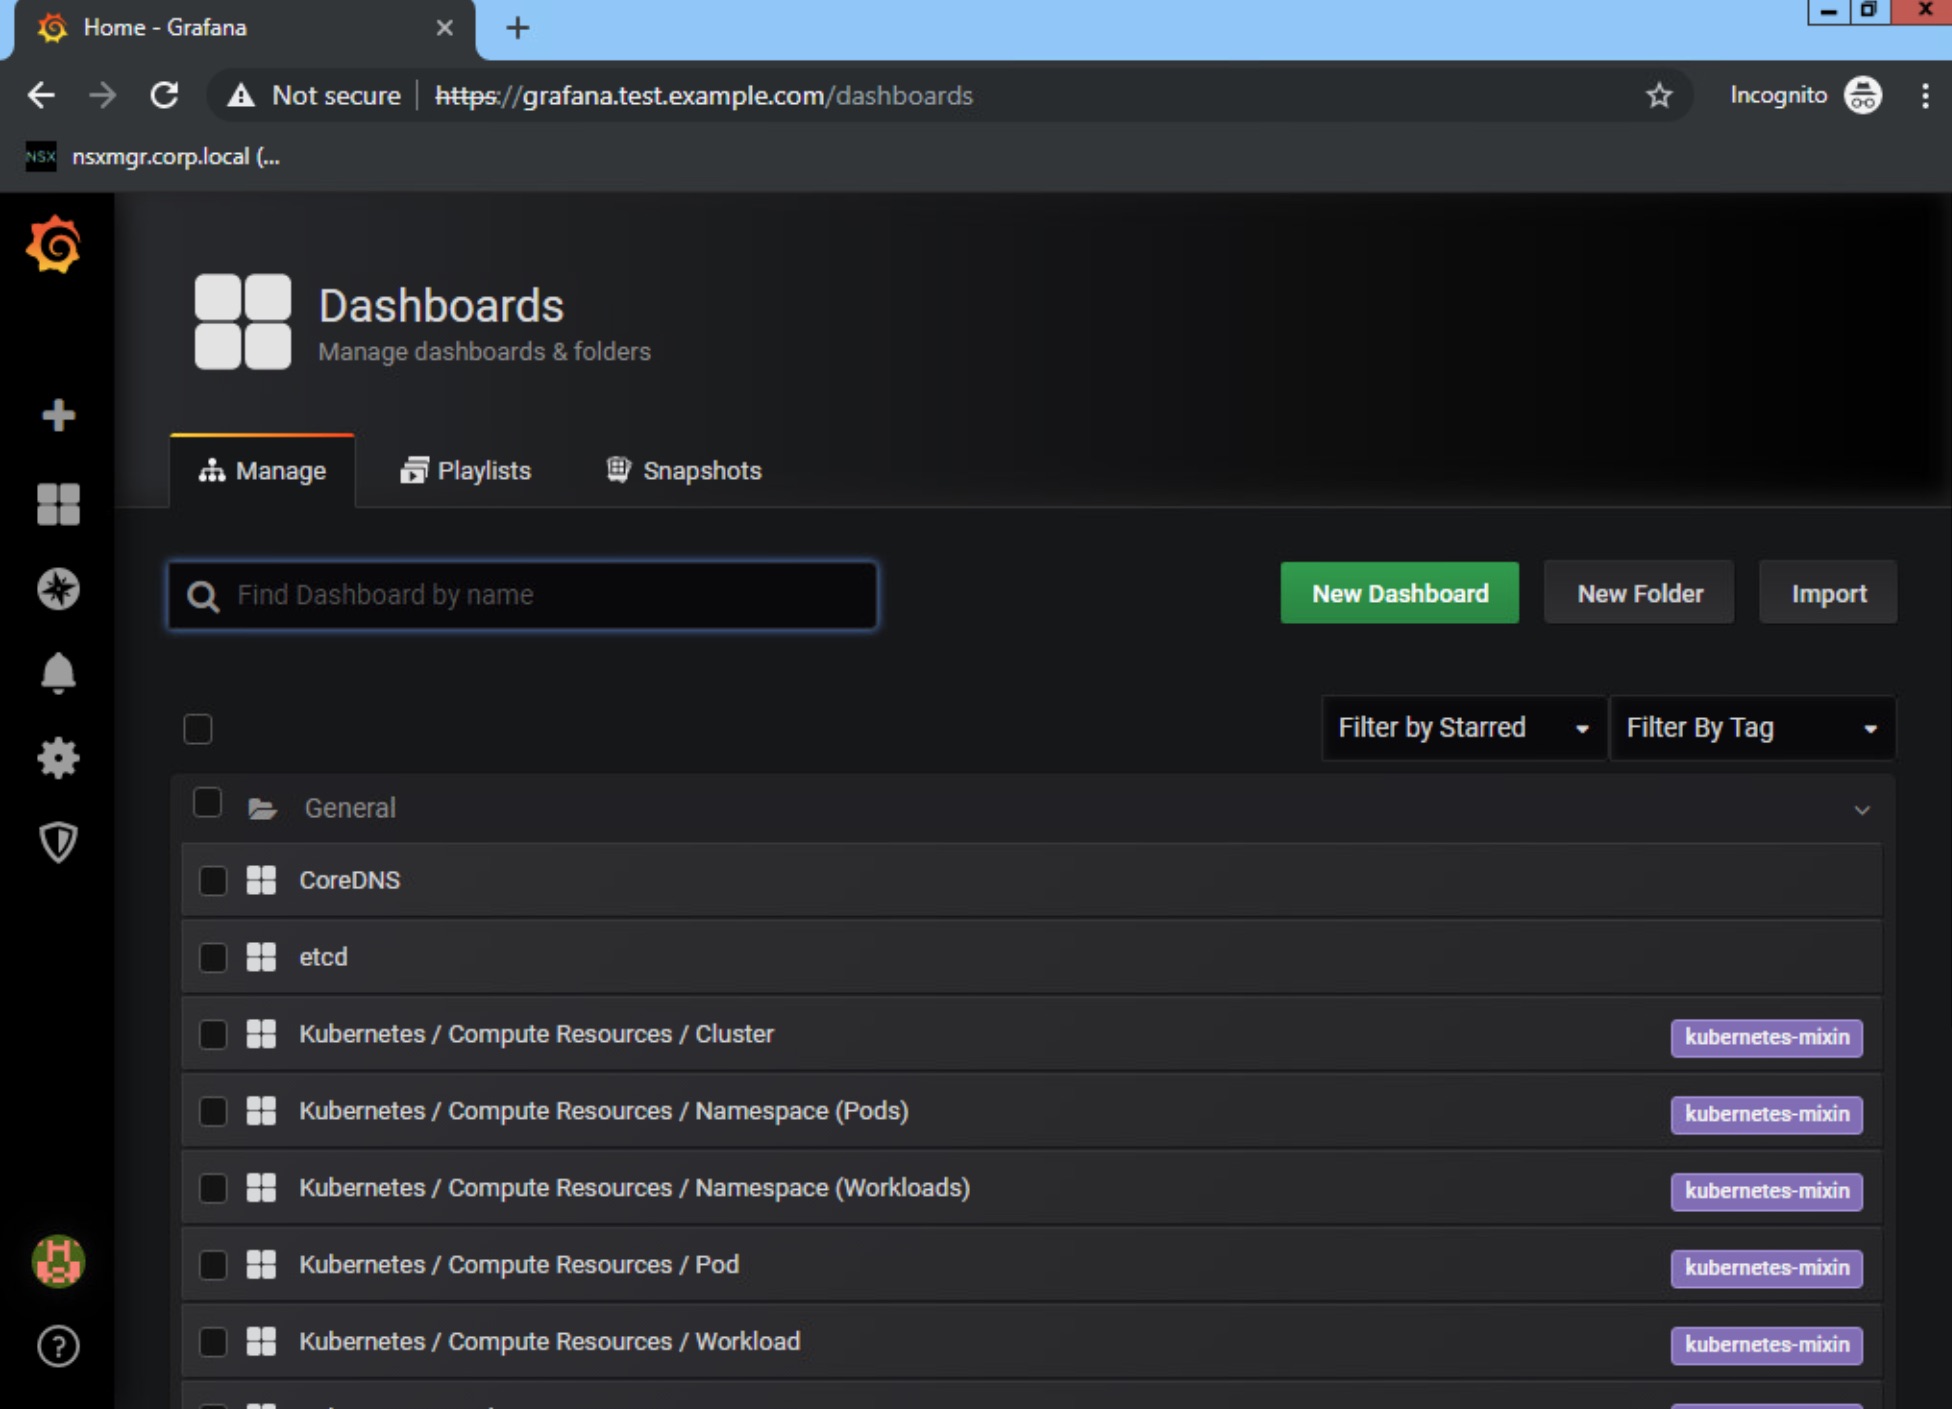 Home - Grafana
Not secure
https://grafana.test.example.com/dashboards
Incognito
NSX
nsxmgr.corp.local (...
Dashboards
Manage dashboards & folders
Manage
Playlists
Snapshots
Find Dashboard by name
New Dashboard
New Folder
Import
Filter by Starred
Filter By Tag
General
CoreDNS
etcd
Kubernetes / Compute Resources / Cluster
kubernetes-mixin
Kubernetes / Compute Resources / Namespace (Pods)
kubernetes-mixin
Kubernetes / Compute Resources / Namespace (Workloads)
kubernetes-mixin
Kubernetes / Compute Resources / Pod
kubernetes-mixin
Kubernetes / Compute Resources / Workload
kubernetes-mixin